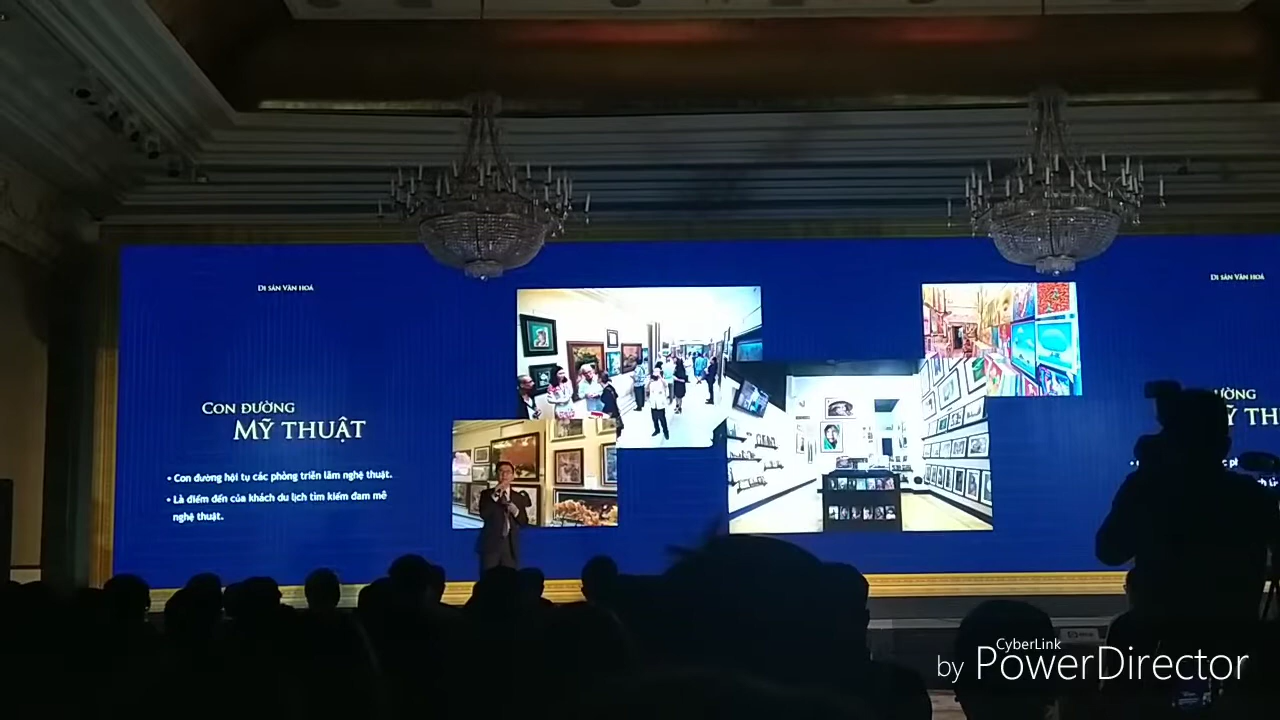 DI SẢN VĂN HOÁ
DI SẢN VĂN HOÁ
CON ĐƯỜNG
MỸ THUẬT
• Con đường hội tụ các phòng triển lãm nghệ thuật.
• Là điểm đến của khách du lịch tìm kiếm đam mê
nghệ thuật.
CyberLink
by PowerDirector